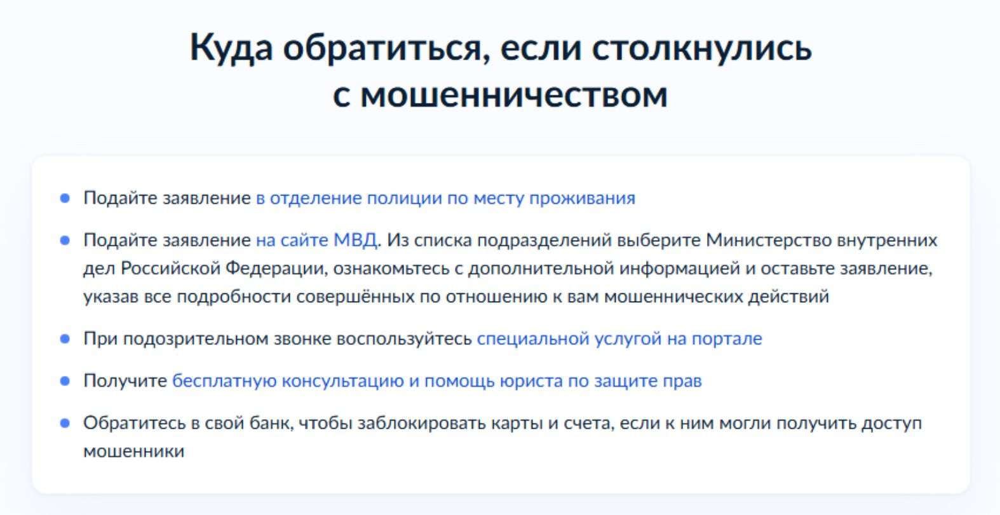 Куда обратиться, если столкнулись
с мошенничеством
Подайте заявление в отделение полиции по месту проживания
Подайте заявление на сайте МВД. Из списка подразделений выберите Министерство внутренних
дел Российской Федерации, ознакомьтесь с дополнительной информацией и оставьте заявление,
указав все подробности совершённых по отношению к вам мошеннических действий
При подозрительном звонке воспользуйтесь специальной услугой на портале
Получите бесплатную консультацию и помощь юриста по защите прав
Обратитесь в свой банк, чтобы заблокировать карты и счета, если к ним могли получить доступ
мошенники